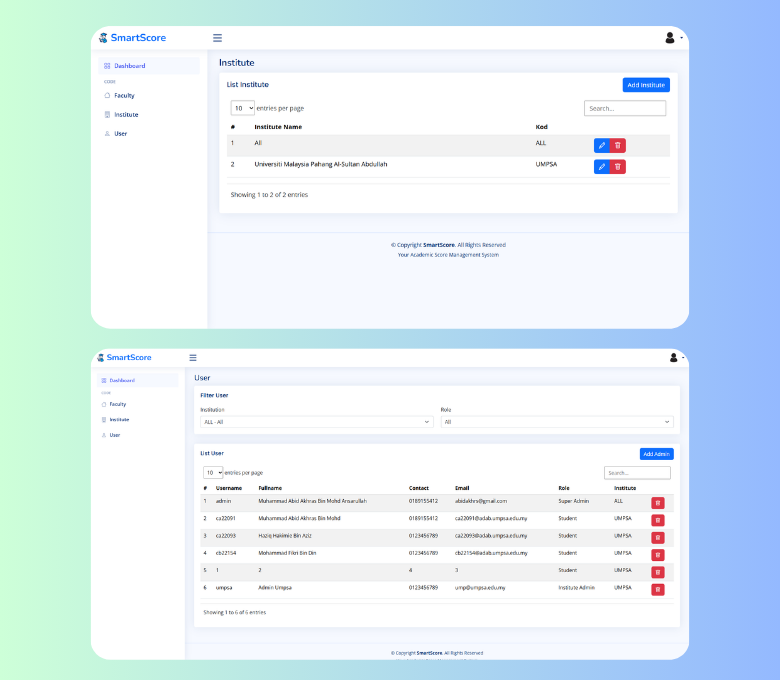 SmartScore
Dashboard
CODE
Faculty
Institute
User
Institute
List Institute
Add Institute
10 entries per page
Search...
# Institute Name Kod
1 All ALL
2 Universiti Malaysia Pahang Al-Sultan Abdullah UMPSA
Showing 1 to 2 of 2 entries
© Copyright SmartScore. All Rights Reserved
Your Academic Score Management System
SmartScore
Dashboard
CODE
Faculty
Institute
User
User
Filter User
Institution Role
ALL - All All
List User
Add Admin
10 entries per page
Search...
# Username Fullname Contact Email Role Institute
1 admin Muhammad Abid Akhras Bin Mohd Ansarullah 0189155412 abidakhrs@gmail.com Super Admin ALL
2 ca22091 Muhammad Abid Akhras Bin Mohd 0189155412 ca22091@adab.umpsa.edu.my Student UMPSA
3 ca22093 Haziq Hakimie Bin Aziz 0123456789 ca22093@adab.umpsa.edu.my Student UMPSA
4 cb22154 Mohammad Fikri Bin Din 0123456789 cb22154@adab.umpsa.edu.my Student UMPSA
5 1 2 4 3 Student UMPSA
6 umpsa Admin Umpsa 0123456789 ump@umpsa.edu.my Institute Admin UMPSA
Showing 1 to 6 of 6 entries
© Copyright SmartScore. All Rights Reserved